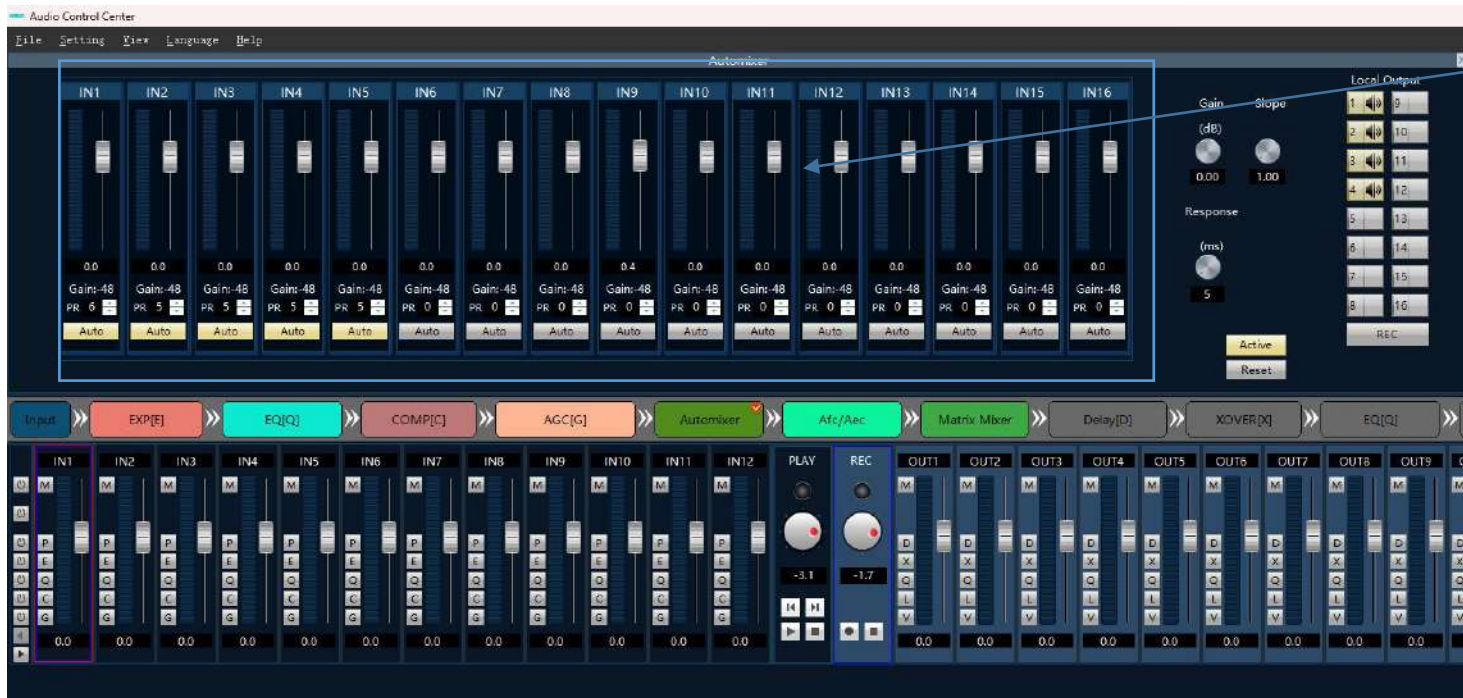 Audio Control Center
File Setting View Language Help
Automixer
IN1 IN2 IN3 IN4 IN5 IN6 IN7 IN8 IN9 IN10 IN11 IN12 IN13 IN14 IN15 IN16
0.0 0.0 0.0 0.0 0.0 0.0 0.0 0.0 0.4 0.0 0.0 0.0 0.0 0.0 0.0 0.0
Gain:-48 Gain:-48 Gain:-48 Gain:-48 Gain:-48 Gain:-48 Gain:-48 Gain:-48 Gain:-48 Gain:-48 Gain:-48 Gain:-48 Gain:-48 Gain:-48 Gain:-48 Gain:-48
PR 6 PR 5 PR 5 PR 5 PR 5 PR 0 PR 0 PR 0 PR 0 PR 0 PR 0 PR 0 PR 0 PR 0 PR 0 PR 0
Auto Auto Auto Auto Auto Auto Auto Auto Auto Auto Auto Auto Auto Auto Auto Auto
Gain Slope
(dB)
0.00 1.00
Response
(ms)
5
Active
Reset
Local Output
1 9
2 10
3 11
4 12
5 13
6 14
7 15
8 16
REC
Input EXP[E] EQ[Q] COMP[C] AGC[G] Automixer Afc/Aec Matrix Mixer Delay[D] XOVER[X] EQ[Q]
IN1 IN2 IN3 IN4 IN5 IN6 IN7 IN8 IN9 IN10 IN11 IN12 PLAY REC OUT1 OUT2 OUT3 OUT4 OUT5 OUT6 OUT7 OUT8 OUT9
M M M M M M M M M M M M M M M M M M M M M M
P P P P P P P P P P P P D D D D D D D D D D
E E E E E E E E E E E E X X X X X X X X X X
Q Q Q Q Q Q Q Q Q Q Q Q -3.1 -1.7 Q Q Q Q Q Q Q Q Q Q
C C C C C C C C C C C C L L L L L L L L L L
G G G G G G G G G G G G V V V V V V V V V V
0.0 0.0 0.0 0.0 0.0 0.0 0.0 0.0 0.0 0.0 0.0 0.0 0.0 0.0 0.0 0.0 0.0 0.0 0.0 0.0 0.0